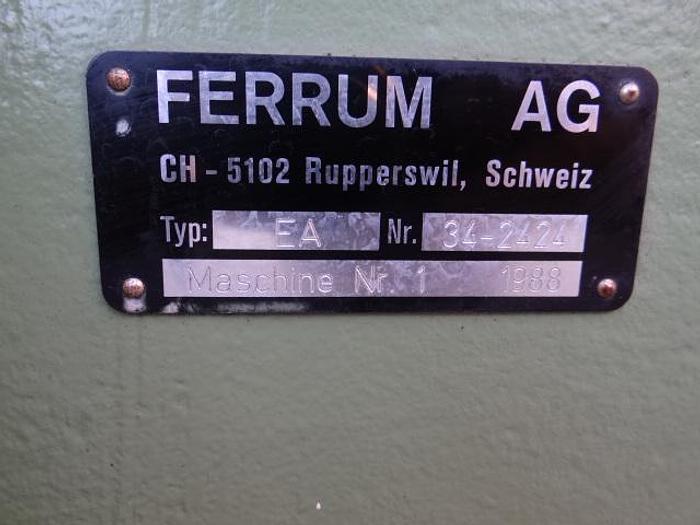 FERRUM AG
CH - 5102 Rupperswil, Schweiz
Typ: EA Nr. 34-2424
Maschine Nr. 1 1988